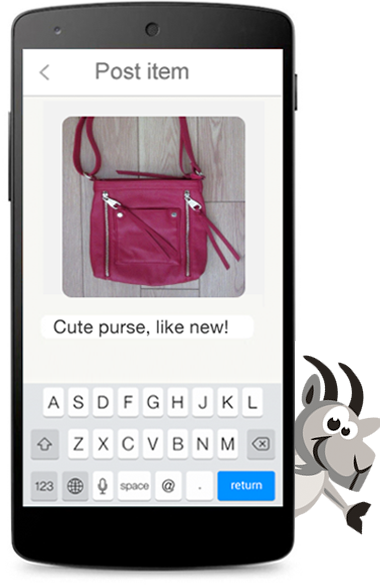 Post item
Cute purse, like new!
A S D F G H J K L
Z X C V B N M
123 space @ . return